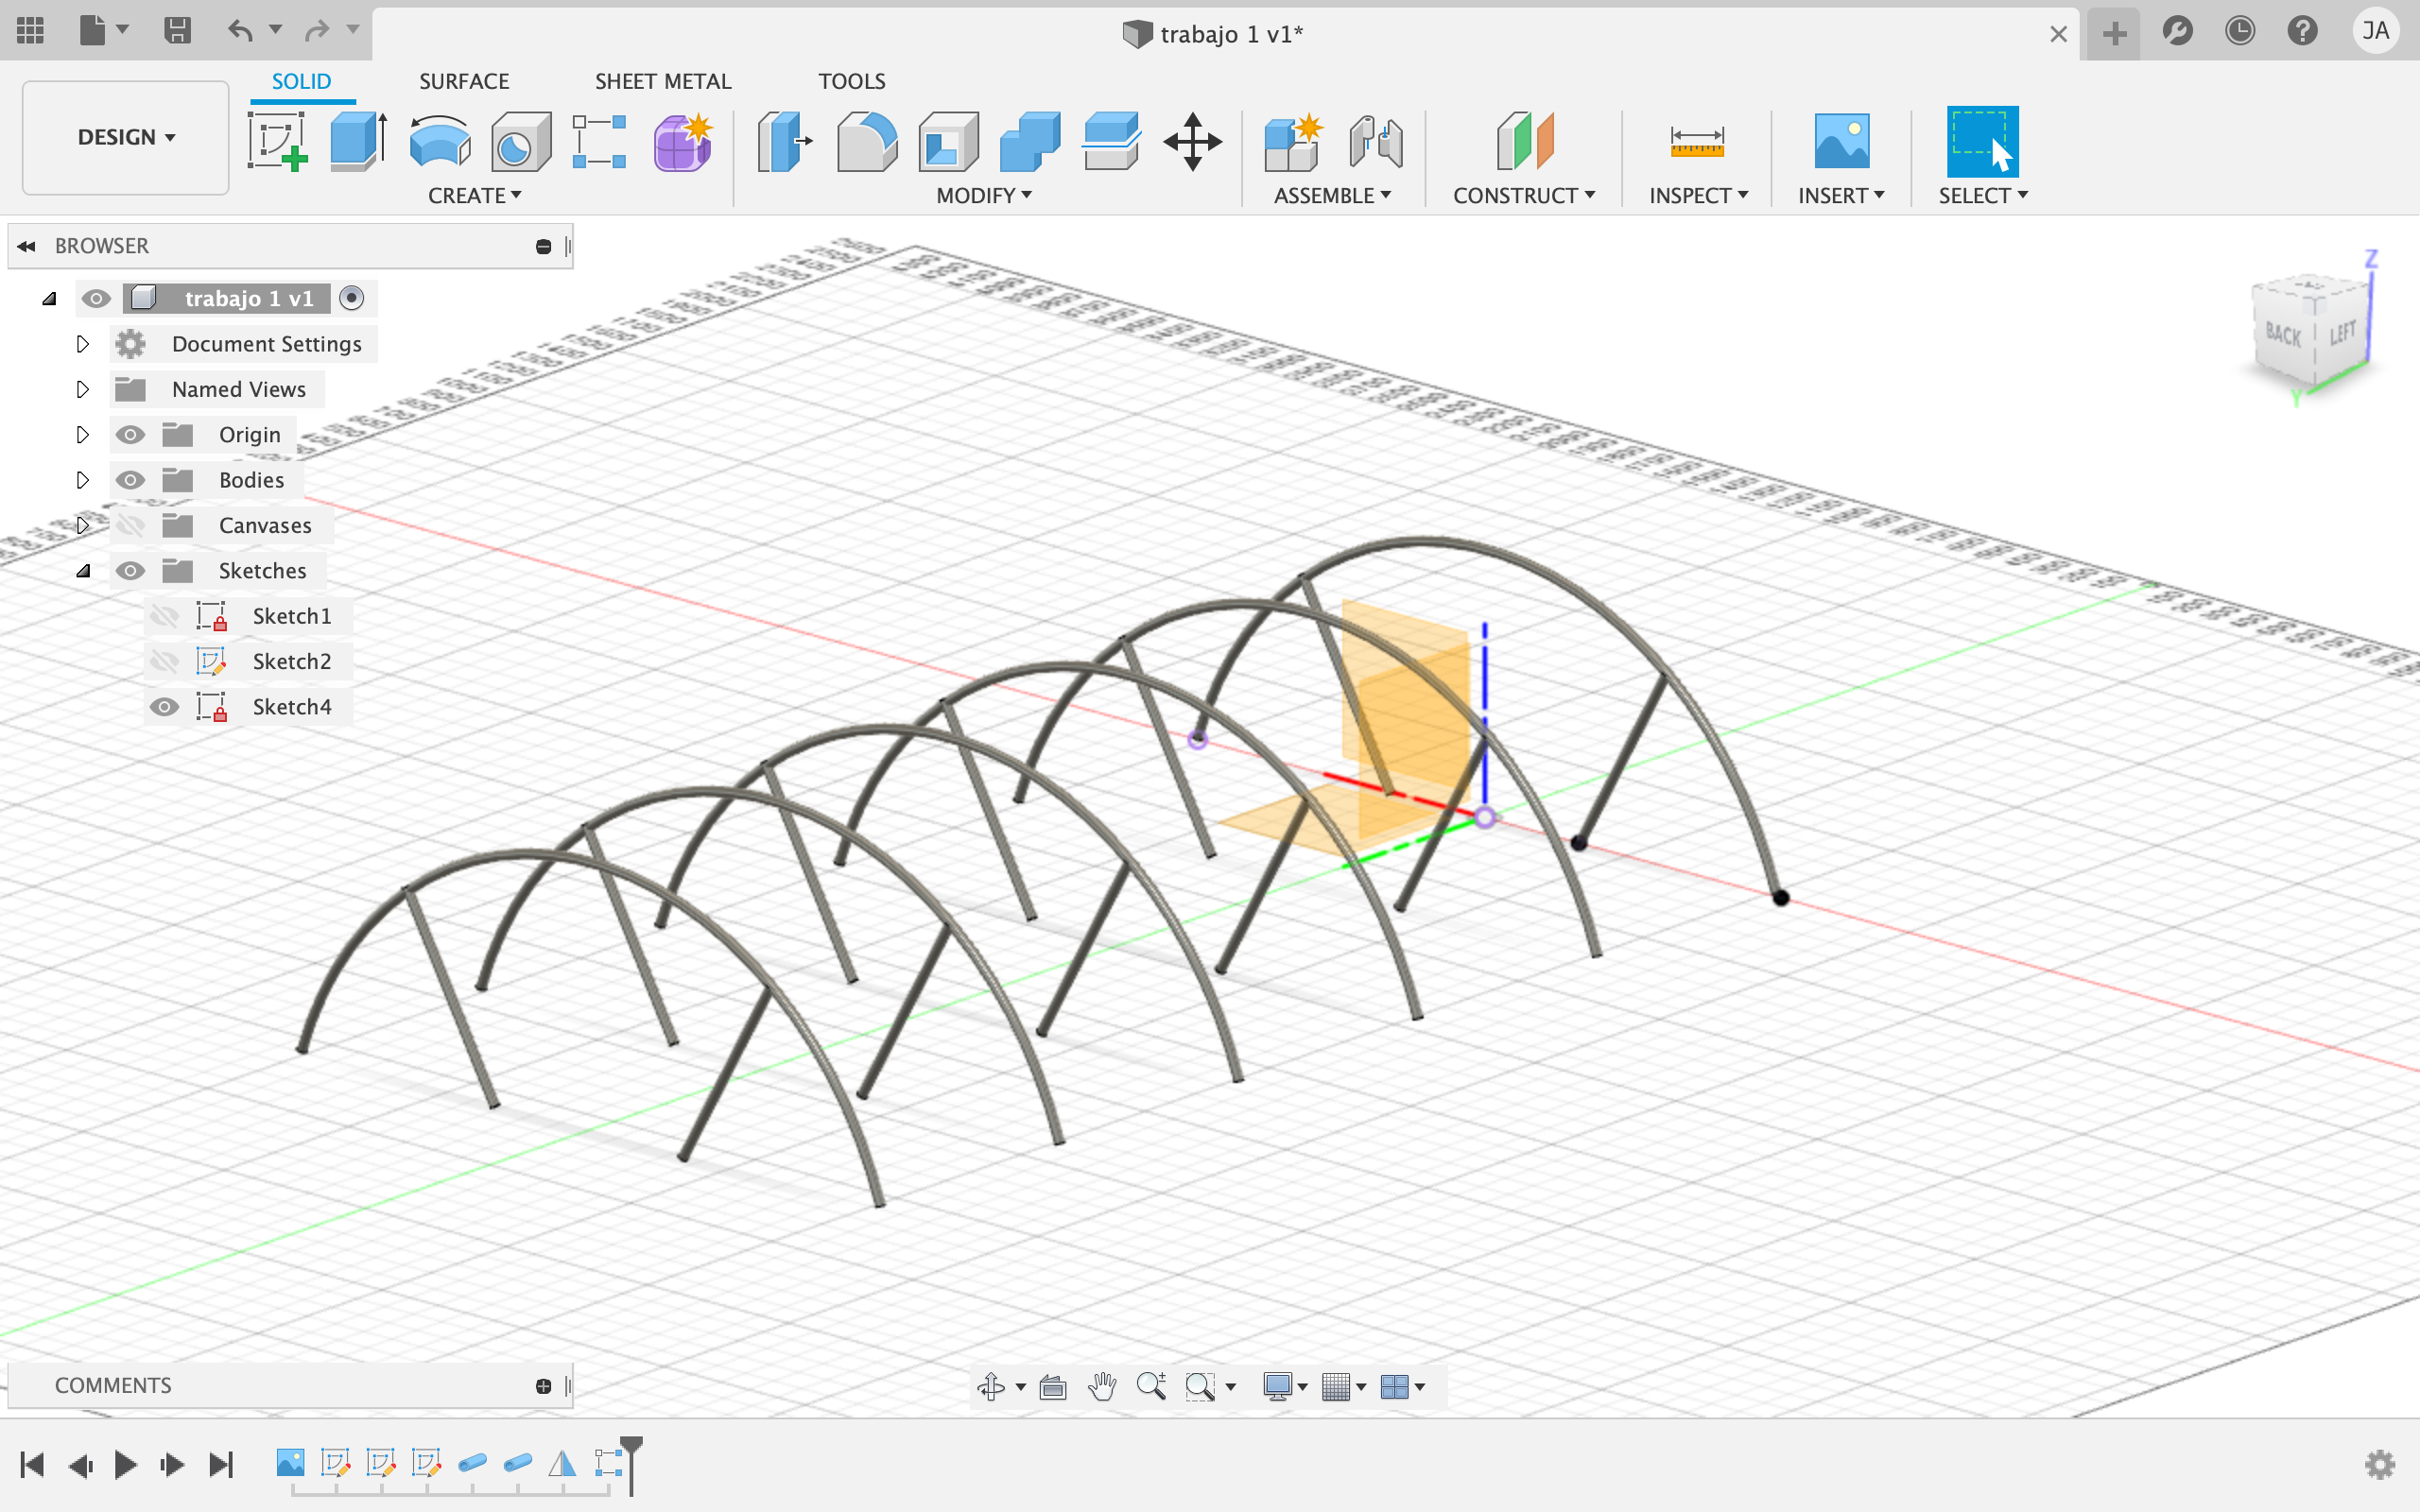 trabajo 1 v1*
JA
SOLID SURFACE SHEET METAL TOOLS
DESIGN
CREATE MODIFY ASSEMBLE CONSTRUCT INSPECT INSERT SELECT
BROWSER
trabajo 1 v1
Document Settings
Named Views
Origin
Bodies
Canvases
Sketches
Sketch1
Sketch2
Sketch4
Z
BACK LEFT
Y
COMMENTS